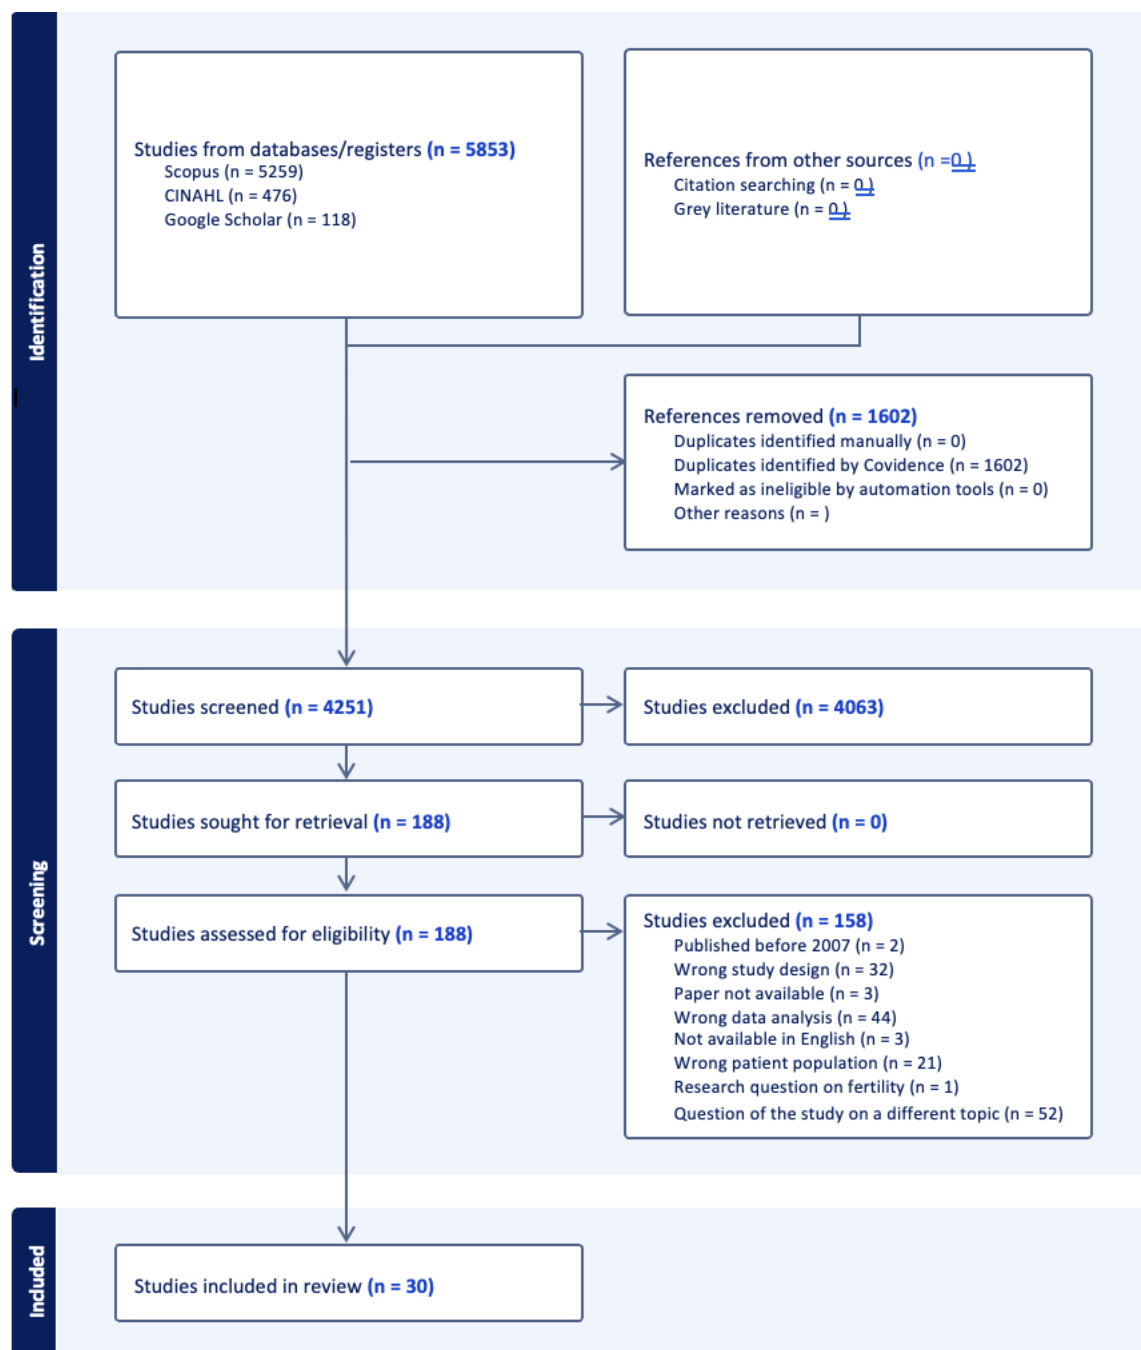 Identification
Studies from databases/registers (n = 5853)
Scopus (n = 5259)
CINAHL (n = 476)
Google Scholar (n = 118)
References from other sources (n =0 )
Citation searching (n = 0 )
Grey literature (n = 0 )
References removed (n = 1602)
Duplicates identified manually (n = 0)
Duplicates identified by Covidence (n = 1602)
Marked as ineligible by automation tools (n = 0)
Other reasons (n = )
Screening
Studies screened (n = 4251)
Studies excluded (n = 4063)
Studies sought for retrieval (n = 188)
Studies not retrieved (n = 0)
Studies assessed for eligibility (n = 188)
Studies excluded (n = 158)
Published before 2007 (n = 2)
Wrong study design (n = 32)
Paper not available (n = 3)
Wrong data analysis (n = 44)
Not available in English (n = 3)
Wrong patient population (n = 21)
Research question on fertility (n = 1)
Question of the study on a different topic (n = 52)
Included
Studies included in review (n = 30)